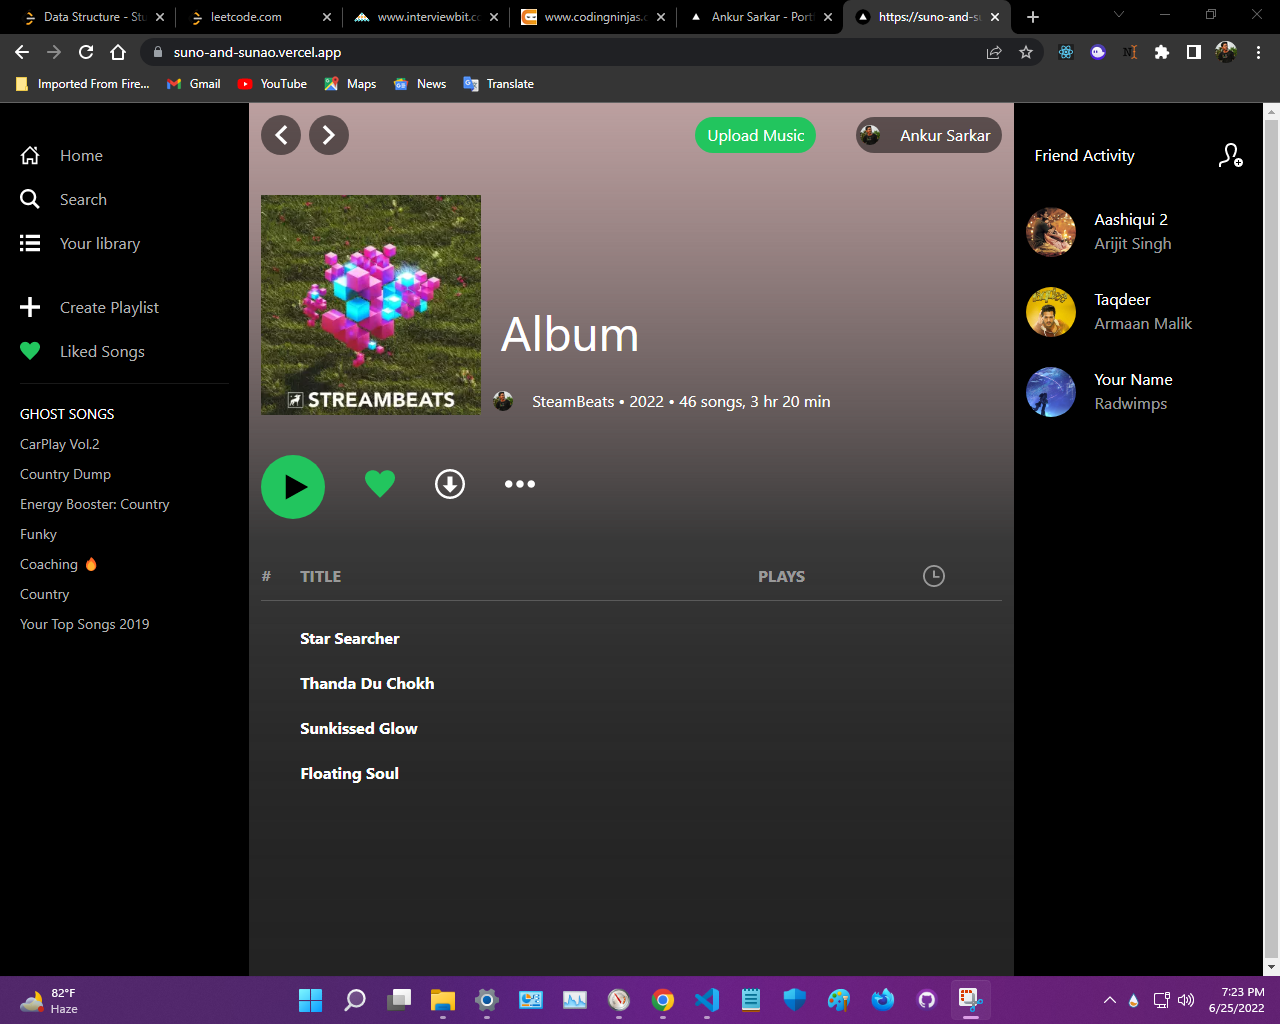 Data Structure - Stu
leetcode.com
www.interviewbit.co
www.codingninjas.c
Ankur Sarkar - Port
https://suno-and-su
suno-and-sunao.vercel.app
Imported From Fire...
Gmail
YouTube
Maps
News
Translate
Home
Search
Your library
Create Playlist
Liked Songs
GHOST SONGS
CarPlay Vol.2
Country Dump
Energy Booster: Country
Funky
Coaching 🔥
Country
Your Top Songs 2019
Upload Music
Ankur Sarkar
STREAMBEATS
Album
SteamBeats • 2022 • 46 songs, 3 hr 20 min
# TITLE PLAYS
Star Searcher
Thanda Du Chokh
Sunkissed Glow
Floating Soul
Friend Activity
Aashiqui 2
Arijit Singh
Taqdeer
Armaan Malik
Your Name
Radwimps
82°F
Haze
7:23 PM
6/25/2022